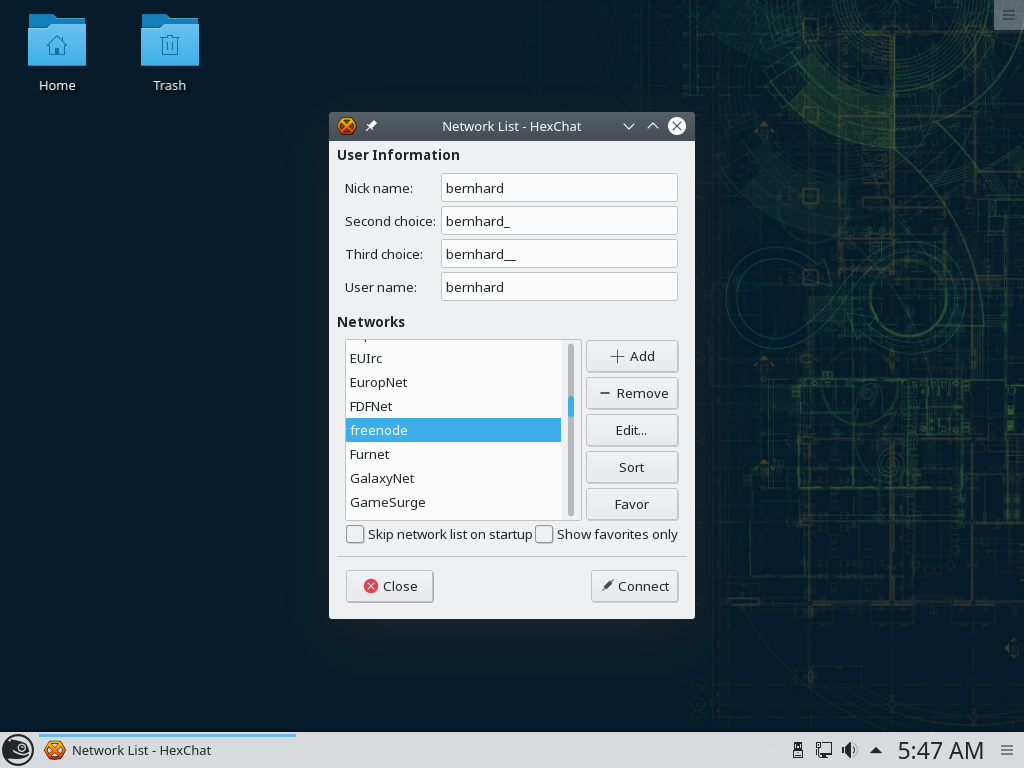 Home
Trash
Network List - HexChat
User Information
Nick name: bernhard
Second choice: bernhard_
Third choice: bernhard__
User name: bernhard
Networks
EUIrc
EuropNet
FDFNet
freenode
Furnet
GalaxyNet
GameSurge
Add
Remove
Edit...
Sort
Favor
Skip network list on startup
Show favorites only
Close
Connect
Network List - HexChat
5:47 AM